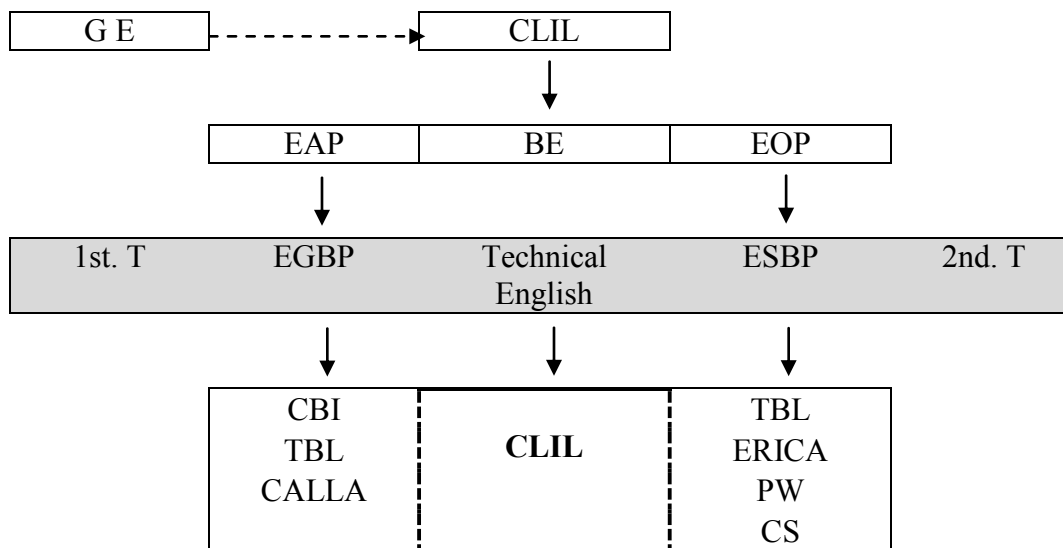 G E
CLIL
EAP
BE
EOP
1st. T
EGBP
Technical
English
ESBP
2nd. T
CBI
TBL
CALLA
CLIL
TBL
ERICA
PW
CS